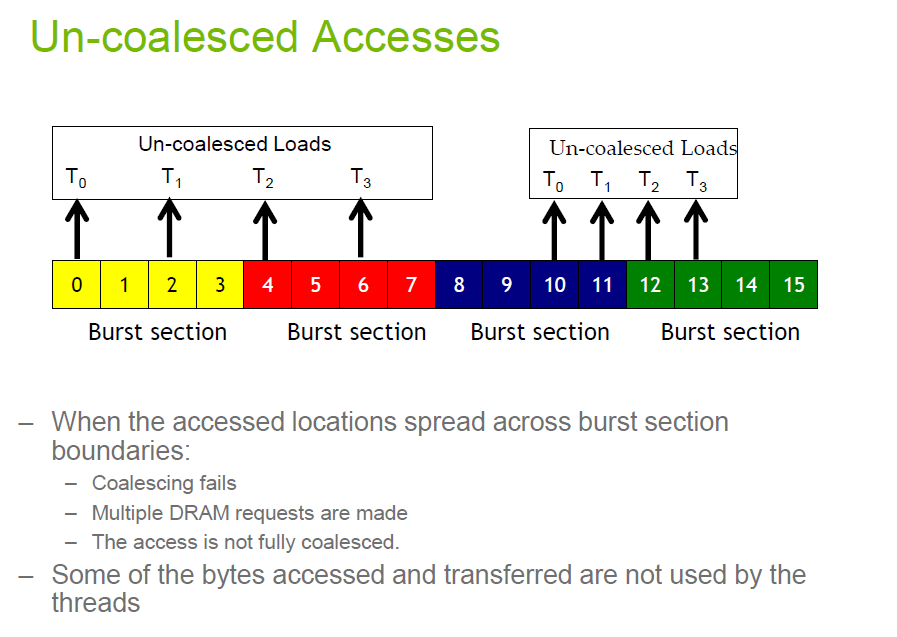 Un-coalesced Accesses
Un-coalesced Loads
T0 T1 T2 T3
Un-coalesced Loads
T0 T1 T2 T3
0 1 2 3 4 5 6 7 8 9 10 11 12 13 14 15
Burst section Burst section Burst section Burst section
– When the accessed locations spread across burst section
boundaries:
– Coalescing fails
– Multiple DRAM requests are made
– The access is not fully coalesced.
– Some of the bytes accessed and transferred are not used by the
threads